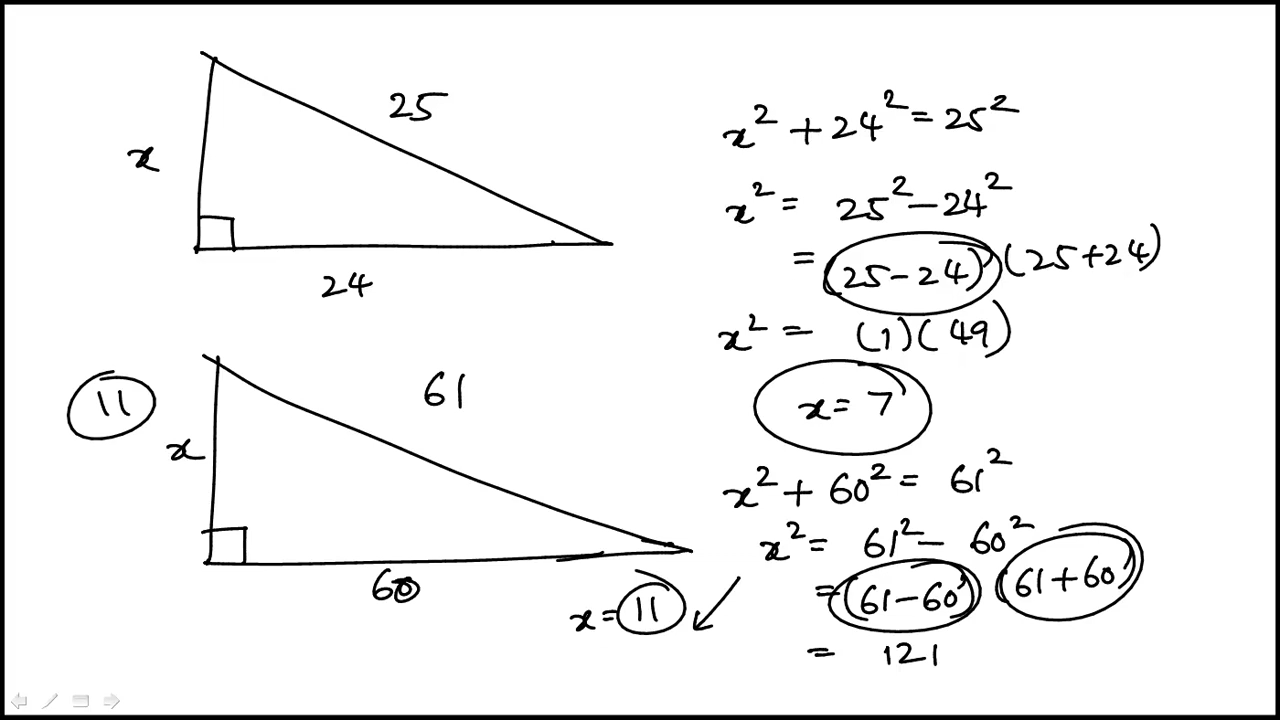 25
x
24
x² + 24² = 25²
x² = 25² - 24²
= (25-24) (25+24)
x² = (1)(49)
x = 7
11
61
x
60
x = 11
x² + 60² = 61²
x² = 61² - 60²
= (61-60) (61+60)
= 121